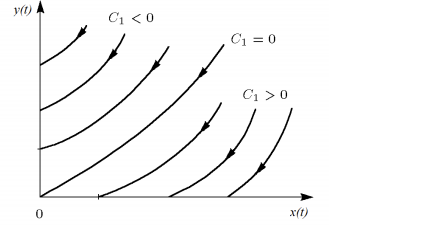 y(t)
C₁ < 0
C₁ = 0
C₁ > 0
0
x(t)